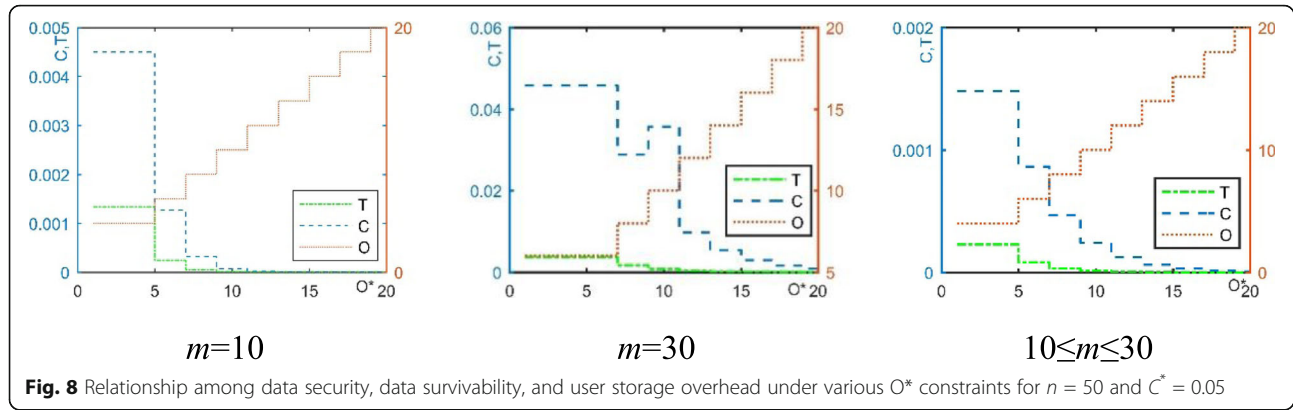 C,T
0.005
0.004
0.003
0.002
0.001
0
20
10
0
T
C
O
0 5 10 15 20
O*
m=10
C,T
0.06
0.04
0.02
0
20
15
10
5
T
C
O
0 5 10 15 20
O*
m=30
C,T
0.002
0.001
0
20
10
0
T
C
O
0 5 10 15 20
O*
10≤m≤30
Fig. 8 Relationship among data security, data survivability, and user storage overhead under various O* constraints for n = 50 and C* = 0.05